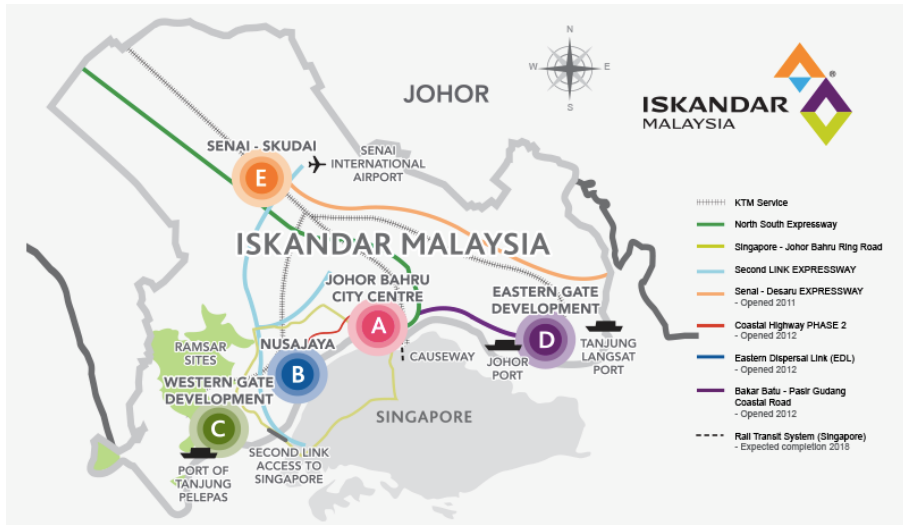 N
W
E
S
JOHOR
ISKANDAR
®
MALAYSIA
SENAI - SKUDAI
E
SENAI
INTERNATIONAL
AIRPORT
ISKANDAR MALAYSIA
JOHOR BAHRU
CITY CENTRE
A
EASTERN GATE
DEVELOPMENT
D
RAMSAR
SITES
NUSAJAYA
B
CAUSEWAY
JOHOR
PORT
TANJUNG
LANGSAT
PORT
WESTERN GATE
DEVELOPMENT
C
SINGAPORE
PORT OF
TANJUNG
PELEPAS
SECOND LINK
ACCESS TO
SINGAPORE
KTM Service
North South Expressway
Singapore - Johor Bahru Ring Road
Second LINK EXPRESSWAY
Senai - Desaru EXPRESSWAY
- Opened 2011
Coastal Highway PHASE 2
- Opened 2012
Eastern Dispersal Link (EDL)
- Opened 2012
Bakar Batu - Pasir Gudang
Coastal Road
- Opened 2012
Rail Transit System (Singapore)
- Expected completion 2018